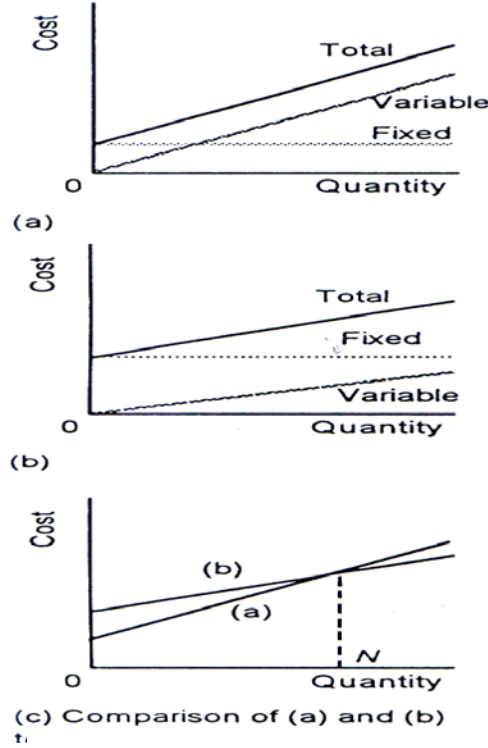 Cost
Total
Variable
Fixed
0
Quantity
(a)
Cost
Total
Fixed
Variable
0
Quantity
(b)
Cost
(b)
(a)
N
0
Quantity
(c) Comparison of (a) and (b)